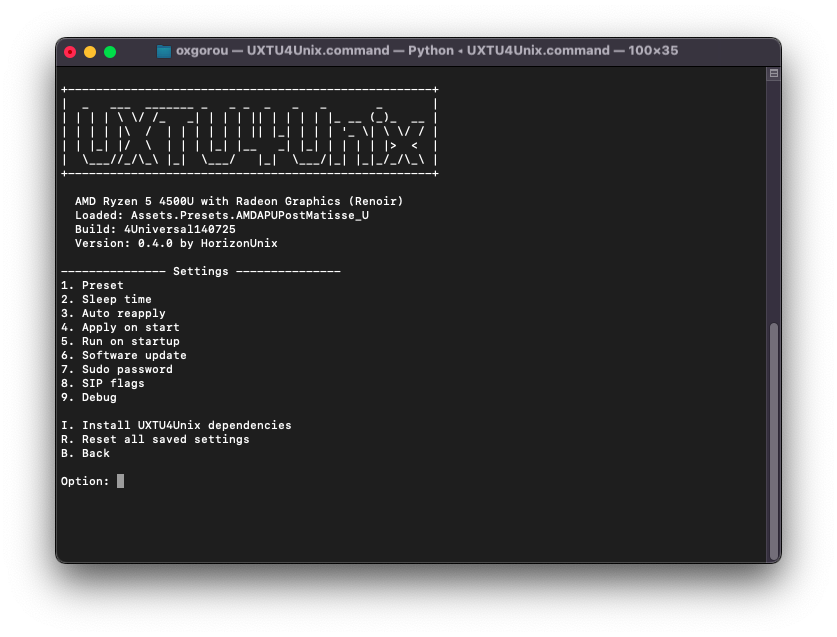 oxgorou — UXTU4Unix.command — Python ◂ UXTU4Unix.command — 100×35
UXTU4Unix
AMD Ryzen 5 4500U with Radeon Graphics (Renoir)
Loaded: Assets.Presets.AMDAPUPostMatisse_U
Build: 4Universal140725
Version: 0.4.0 by HorizonUnix
--------------- Settings ---------------
1. Preset
2. Sleep time
3. Auto reapply
4. Apply on start
5. Run on startup
6. Software update
7. Sudo password
8. SIP flags
9. Debug
I. Install UXTU4Unix dependencies
R. Reset all saved settings
B. Back
Option: